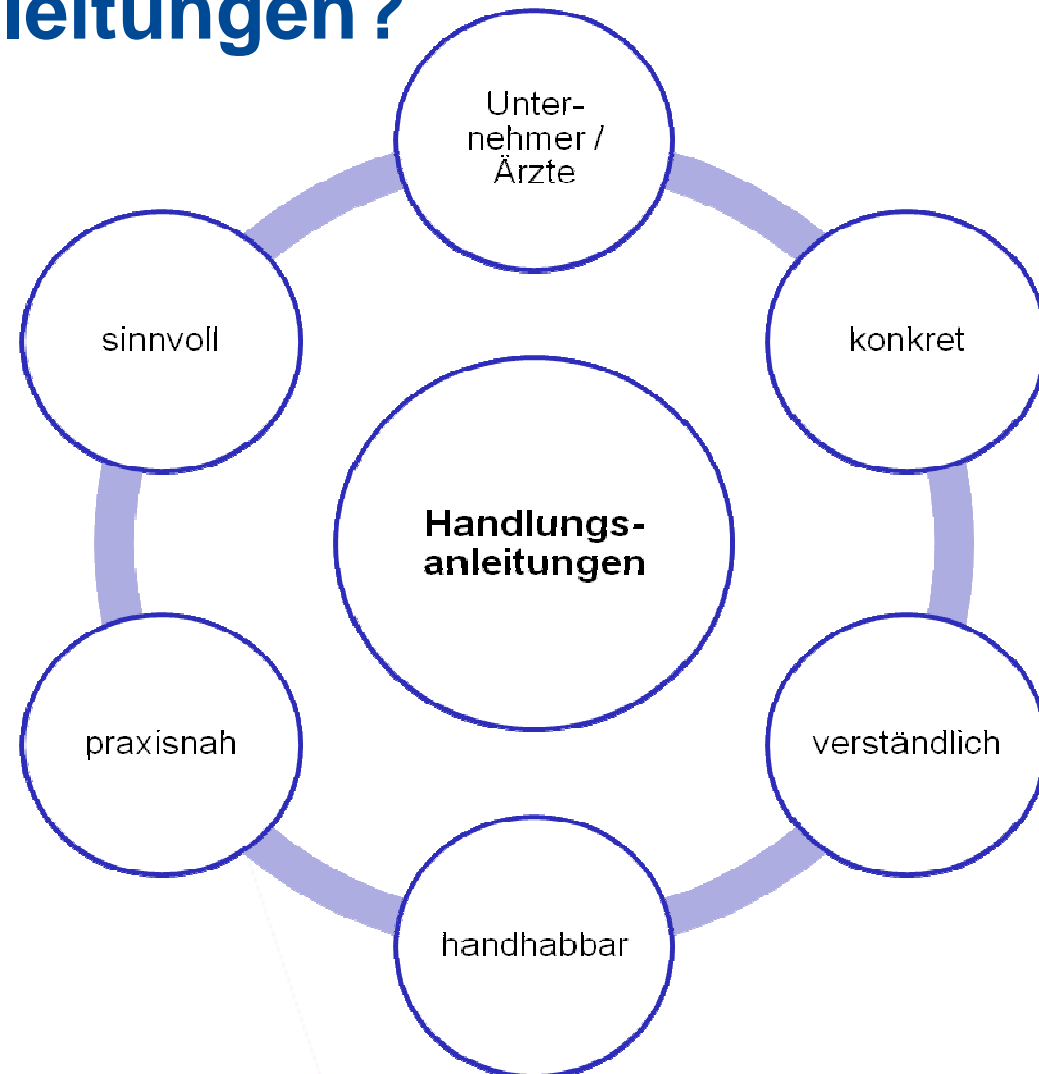 leitungen?
Unter-
nehmer /
Ärzte
sinnvoll
konkret
Handlungs-
anleitungen
praxisnah
verständlich
handhabbar